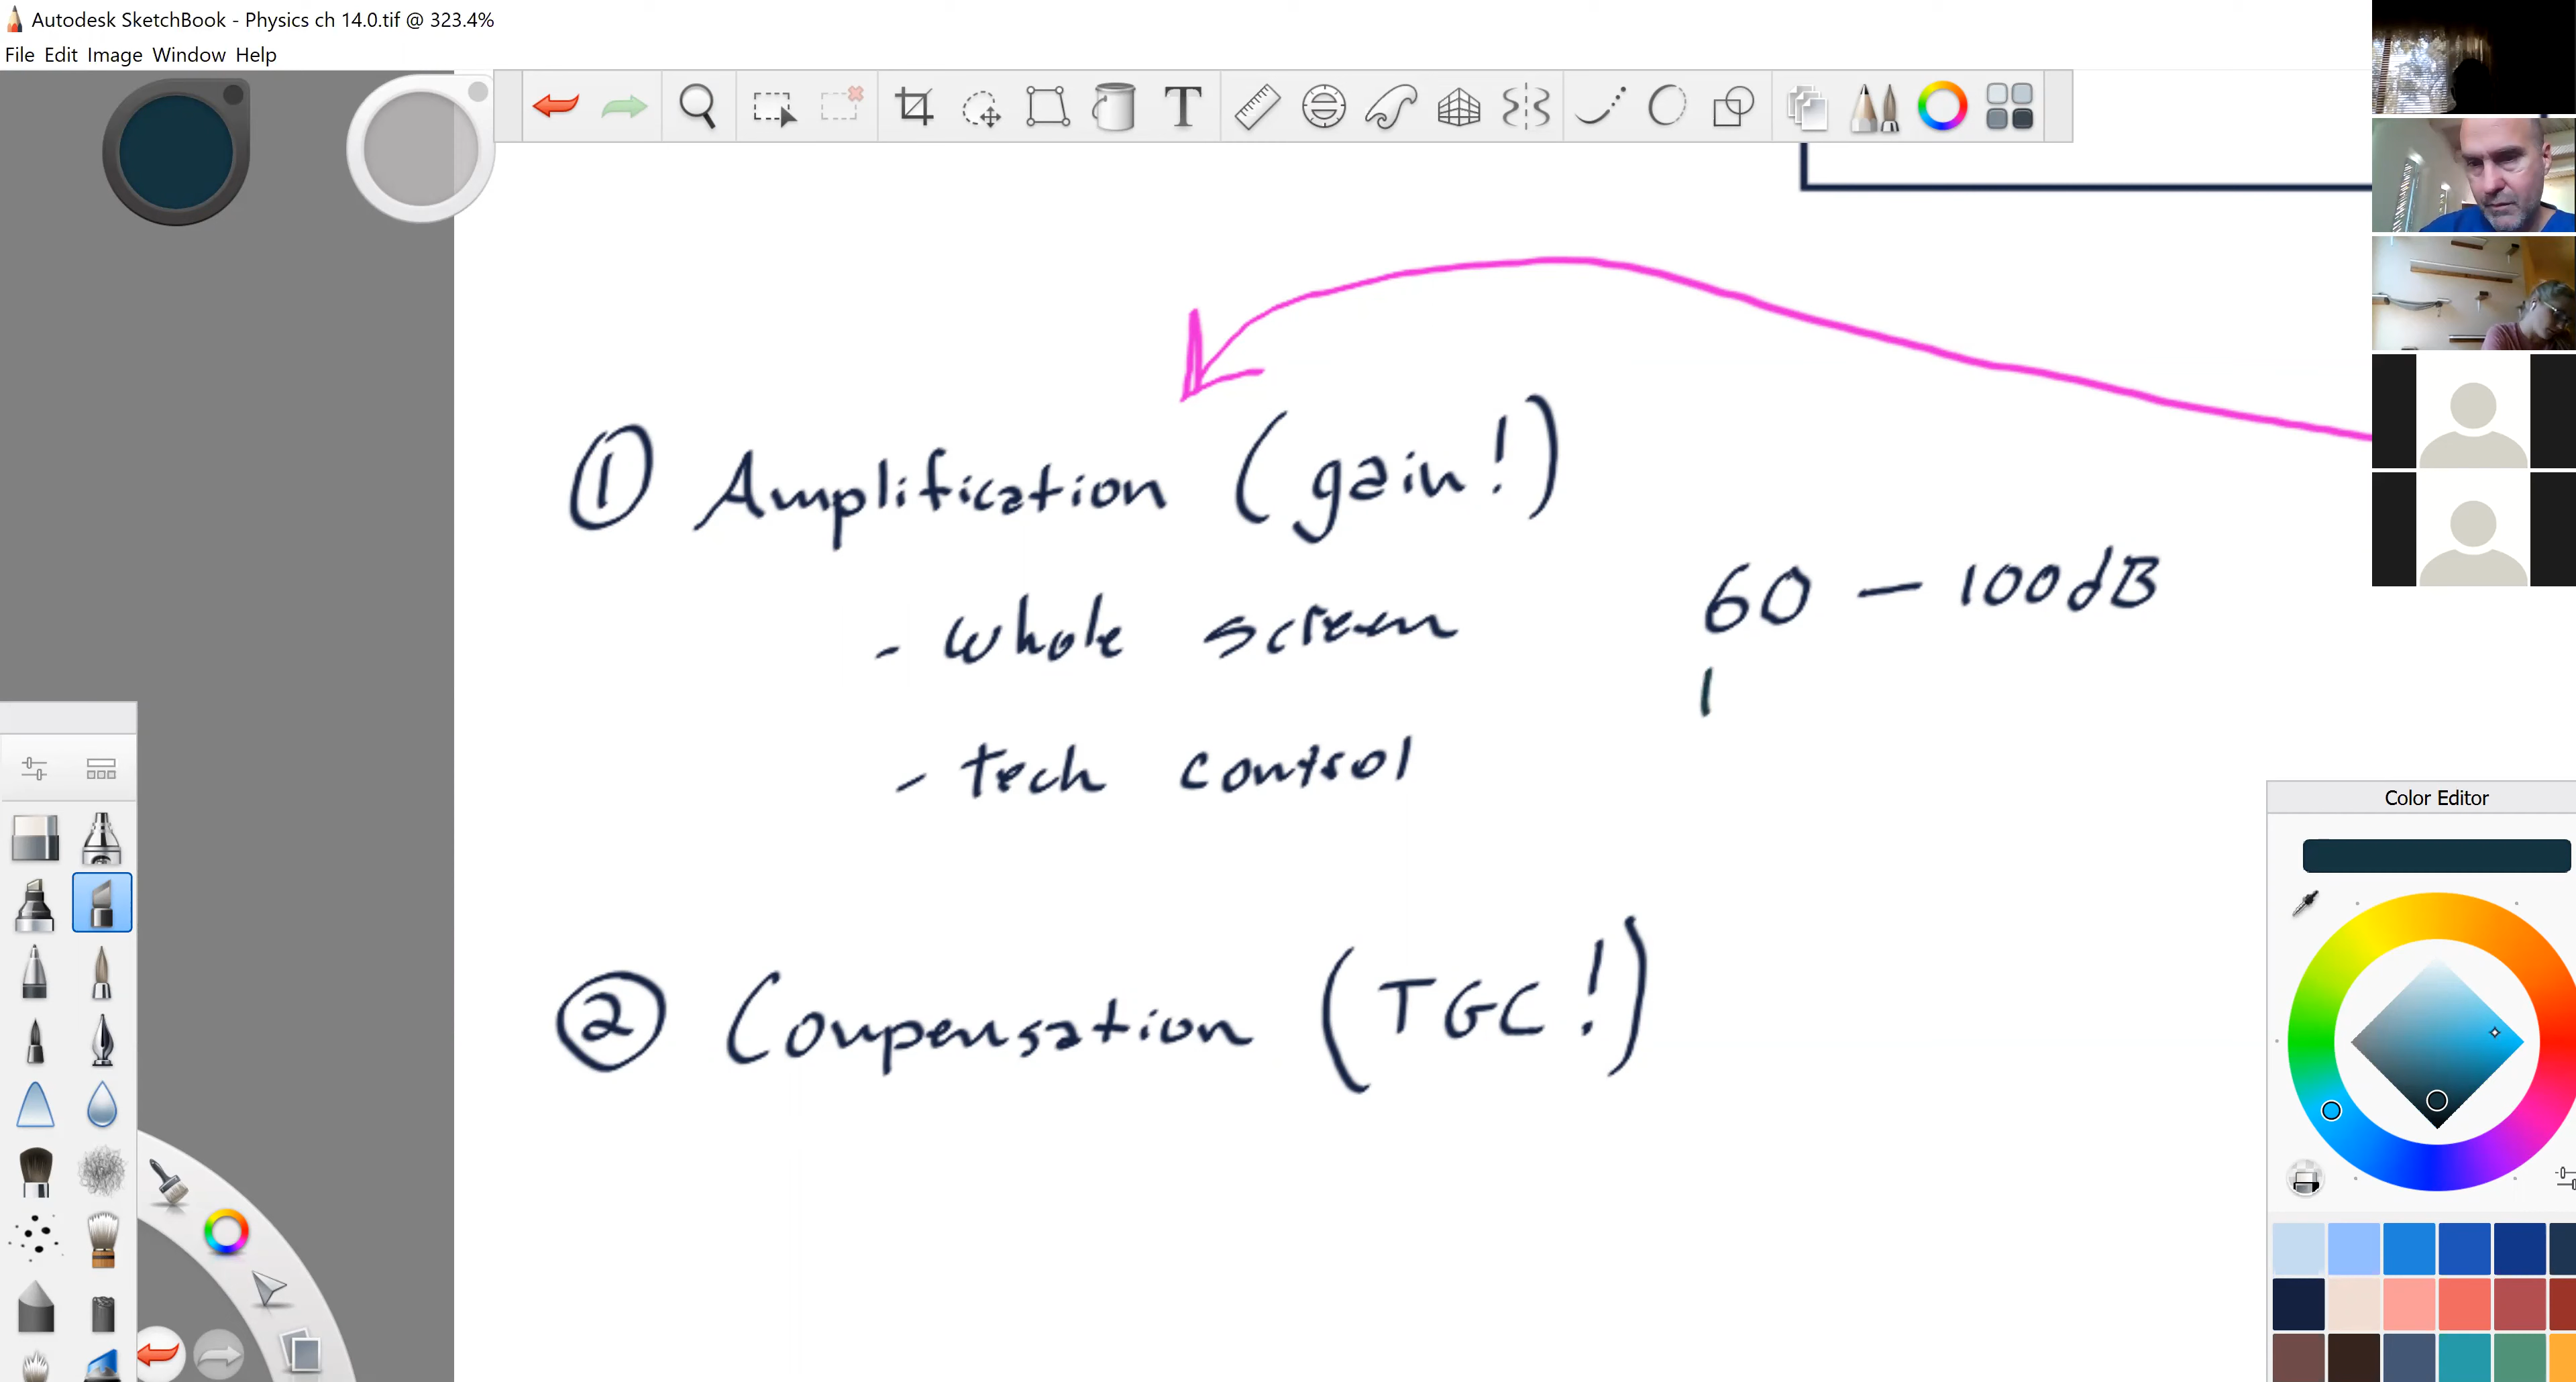 Autodesk SketchBook - Physics ch 14.0.tif @ 323.4%
File Edit Image Window Help
T
① Amplification (gain!)
- whole screen
60 - 100dB
- tech control
Color Editor
② Compensation (TGC!)